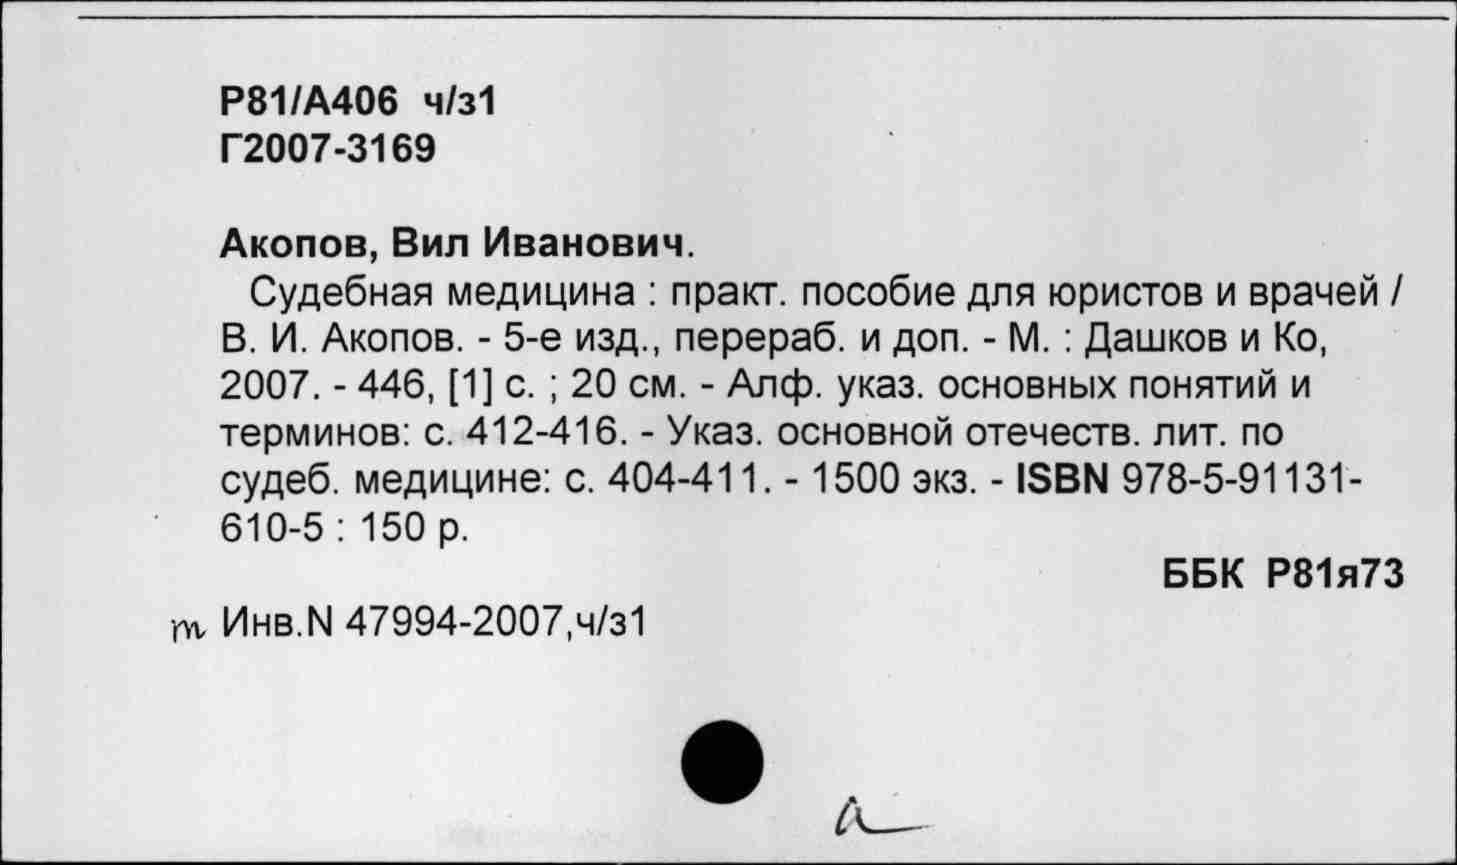 Р81/А406 ч/з1
Г2007-3169
Акопов, Вил Иванович.
Судебная медицина : практ. пособие для юристов и врачей /
В. И. Акопов. - 5-е изд., перераб. и доп. - М. : Дашков и Ко,
2007. - 446, [1] с. ; 20 см. - Алф. указ. основных понятий и
терминов: с. 412-416. - Указ. основной отечеств. лит. по
судеб. медицине: с. 404-411. - 1500 экз. - ISBN 978-5-91131-
610-5 : 150 р.
ББК Р81я73
Инв.N 47994-2007,ч/з1